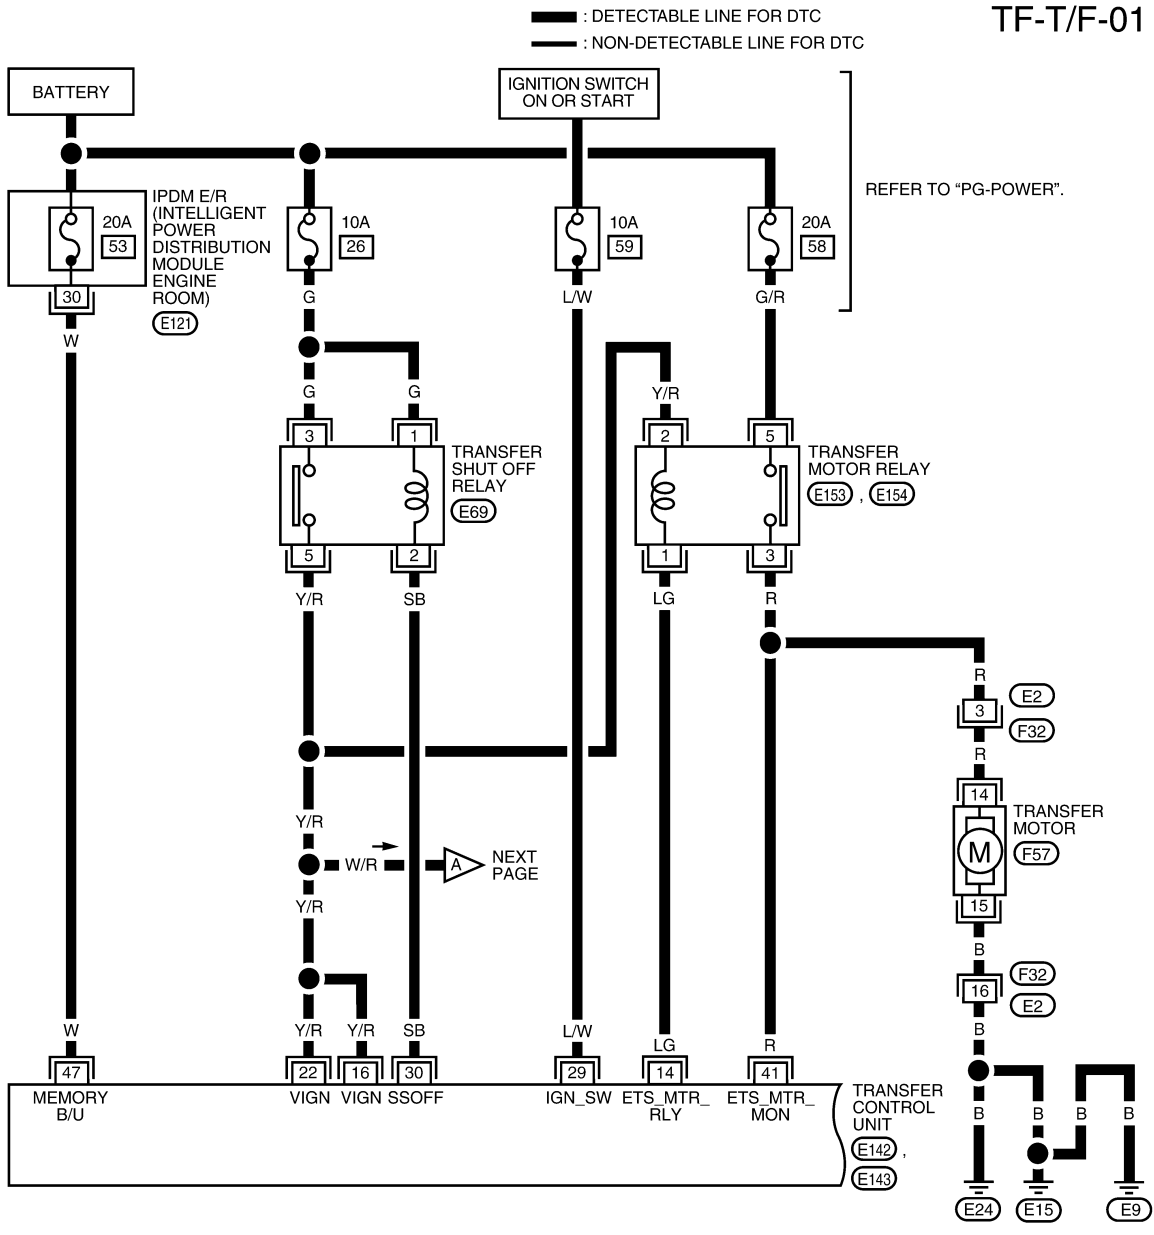 TF-T/F-01
: DETECTABLE LINE FOR DTC
: NON-DETECTABLE LINE FOR DTC
BATTERY
IGNITION SWITCH
ON OR START
REFER TO “PG-POWER”.
IPDM E/R
(INTELLIGENT
POWER
DISTRIBUTION
MODULE
ENGINE
ROOM)
E121
20A
53
10A
26
10A
59
20A
58
30
G
L/W
G/R
W
G
G
Y/R
3
1
2
5
TRANSFER
SHUT OFF
RELAY
E69
TRANSFER
MOTOR RELAY
E153 , E154
5
2
1
3
Y/R
SB
LG
R
R
3
E2
F32
R
14
TRANSFER
MOTOR
F57
M
15
Y/R
W/R
A
NEXT
PAGE
Y/R
B
16
F32
E2
B
W
Y/R
Y/R
SB
L/W
LG
R
47
22
16
30
29
14
41
MEMORY
B/U
VIGN
VIGN
SSOFF
IGN_SW
ETS_MTR_
RLY
ETS_MTR_
MON
TRANSFER
CONTROL
UNIT
E142 ,
E143
B
B
B
B
E24
E15
E9